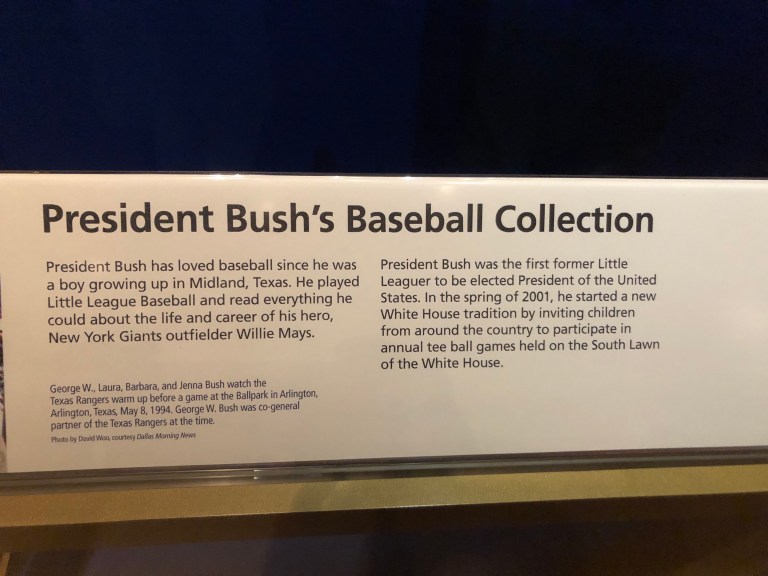 President Bush's Baseball Collection
President Bush has loved baseball since he was
a boy growing up in Midland, Texas. He played
Little League Baseball and read everything he
could about the life and career of his hero,
New York Giants outfielder Willie Mays.
George W., Laura, Barbara, and Jenna Bush watch the
Texas Rangers warm up before a game at the Ballpark in Arlington,
Arlington, Texas, May 8, 1994. George W. Bush was co-general
partner of the Texas Rangers at the time.
Photo by David Woo, courtesy Dallas Morning News
President Bush was the first former Little
Leaguer to be elected President of the United
States. In the spring of 2001, he started a new
White House tradition by inviting children
from around the country to participate in
annual tee ball games held on the South Lawn
of the White House.